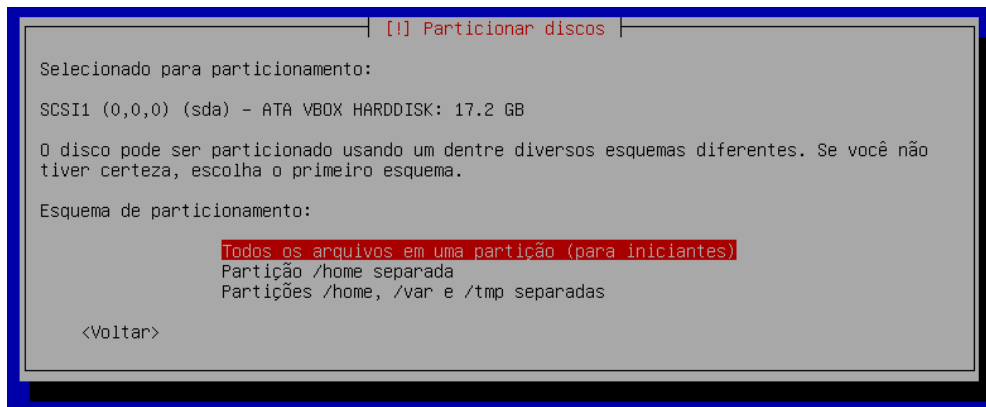 [!] Particionar discos
Selecionado para particionamento:
SCSI1 (0,0,0) (sda) - ATA VBOX HARDDISK: 17.2 GB
O disco pode ser particionado usando um dentre diversos esquemas diferentes. Se você não
tiver certeza, escolha o primeiro esquema.
Esquema de particionamento:
Todos os arquivos em uma partição (para iniciantes)
Partição /home separada
Partições /home, /var e /tmp separadas
<Voltar>